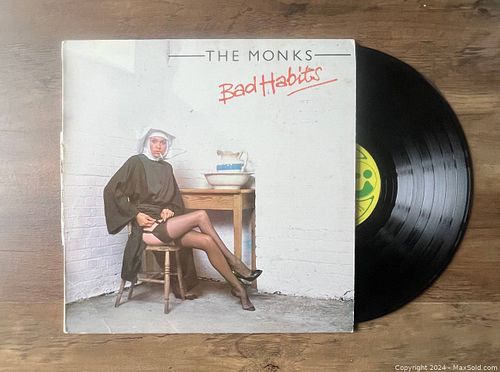 THE MONKS
Bad Habits
Copyright 2024 - MaxSold.com